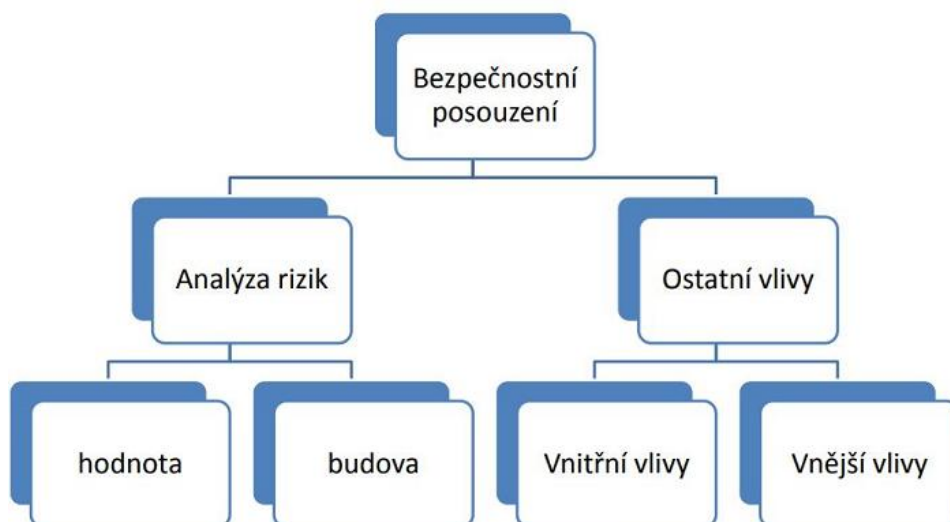 Bezpečnostní
posouzení
Analýza rizik
Ostatní vlivy
hodnota
budova
Vnitřní vlivy
Vnější vlivy